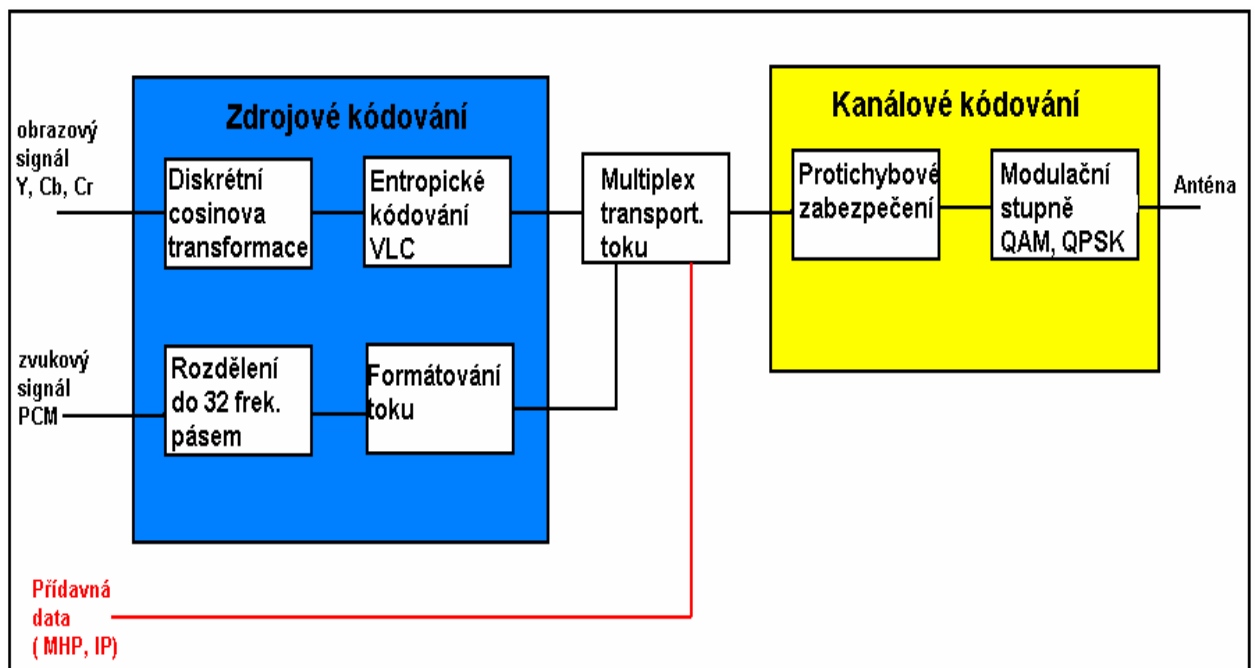 Zdrojové kódování
Kanálové kódování
obrazový
signál
Y, Cb, Cr
Diskrétní
cosinova
transformace
Entropické
kódování
VLC
Multiplex
transport.
toku
Protichybové
zabezpečení
Modulační
stupně
QAM, QPSK
Anténa
zvukový
signál
PCM
Rozdělení
do 32 frek.
pásem
Formátování
toku
Přídavná
data
( MHP, IP)